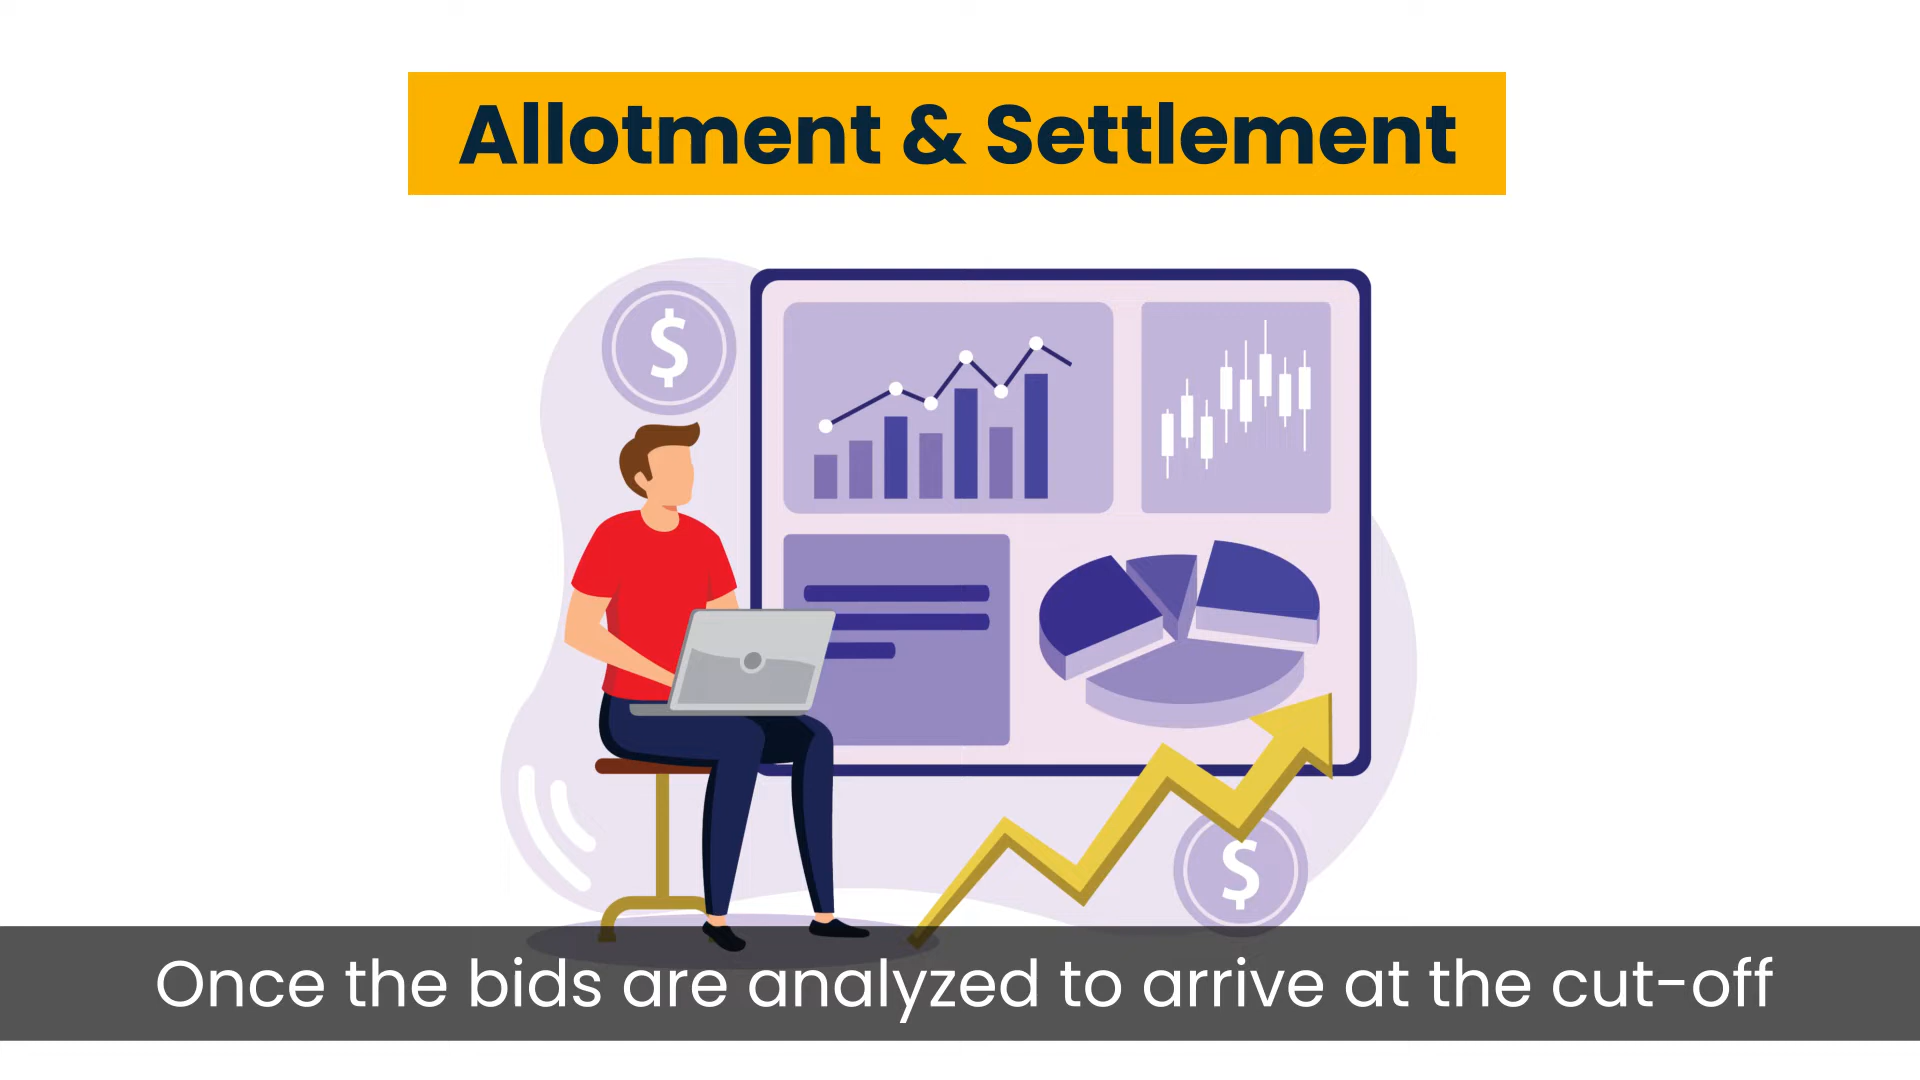 Allotment & Settlement
$
$
Once the bids are analyzed to arrive at the cut-off